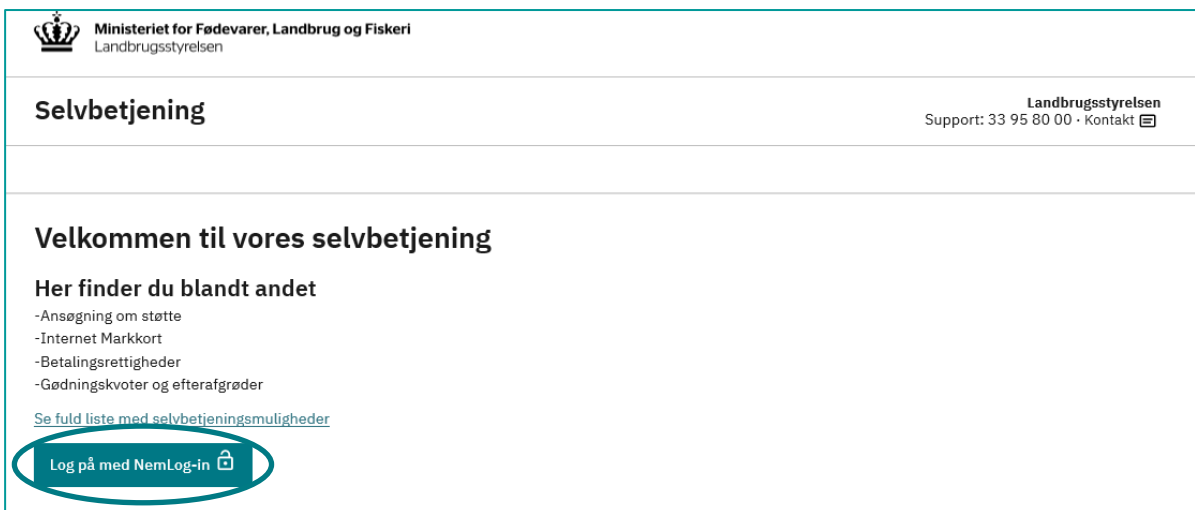 Ministeriet for Fødevarer, Landbrug og Fiskeri
Landbrugsstyrelsen
Selvbetjening
Landbrugsstyrelsen
Support: 33 95 80 00 · Kontakt
Velkommen til vores selvbetjening
Her finder du blandt andet
-Ansøgning om støtte
-Internet Markkort
-Betalingsrettigheder
-Gødningskvoter og efterafgrøder
Se fuld liste med selvbetjeningsmuligheder
Log på med NemLog-in